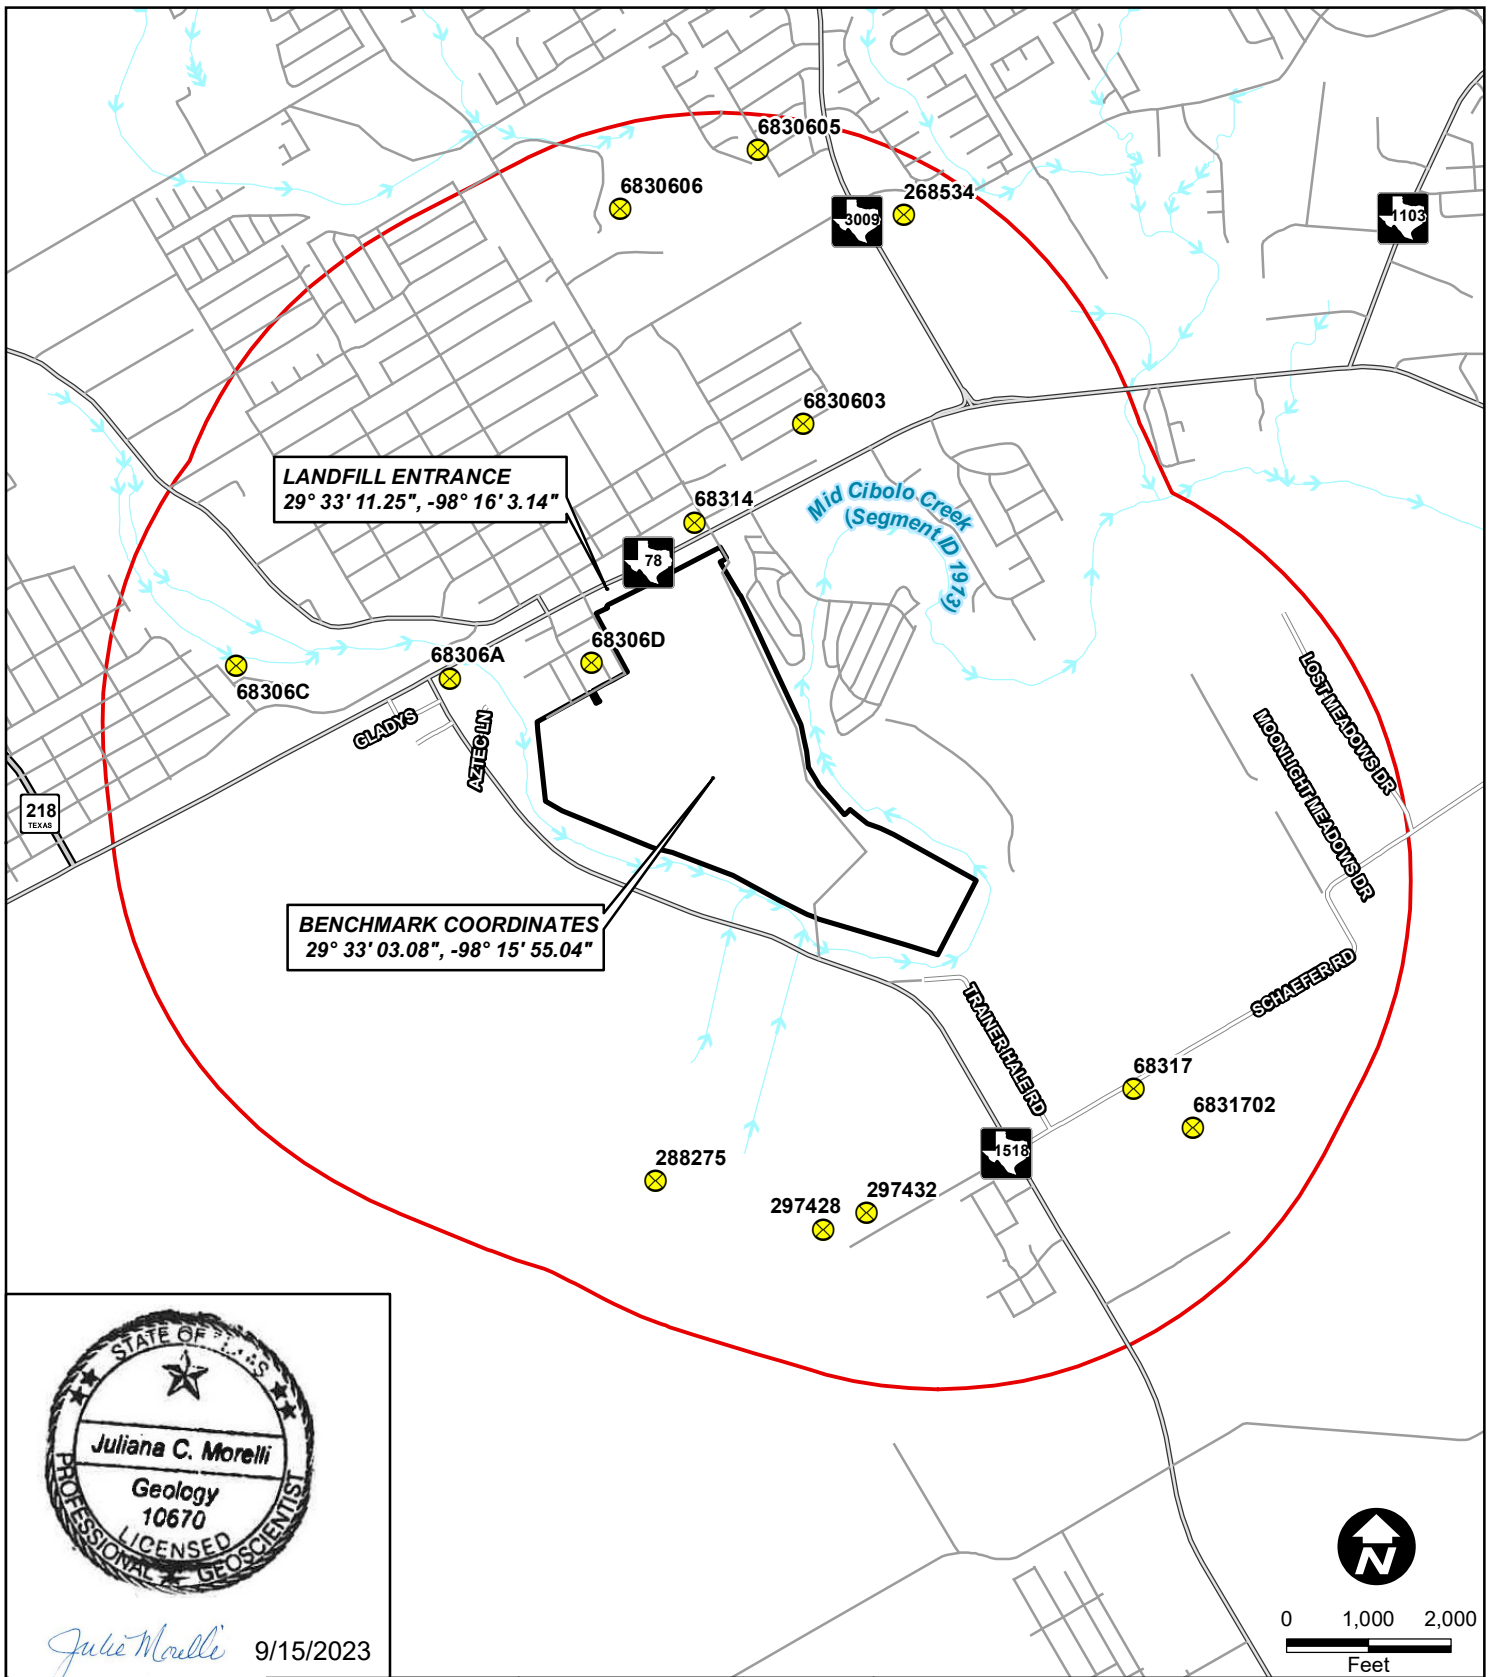 6830605
6830606
268534
3009
1103
6830603
LANDFILL ENTRANCE
29° 33' 11.25", -98° 16' 3.14"
68314
Mid Cibolo Creek
(Segment ID 1973)
78
68306D
68306A
68306C
GLADYS
AZTEC LN
LOST MEADOWS DR
MOONLIGHT MEADOWS DR
218
TEXAS
BENCHMARK COORDINATES
29° 33' 03.08", -98° 15' 55.04"
SCHAEFER RD
TRAINER HALE RD
68317
6831702
1518
288275
297432
297428
STATE OF
Juliana C. Morelli
Geology
10670
LICENSED
PROFESSIONAL GEOSCIENTIST
Julie Morelli 9/15/2023
N
0 1,000 2,000
Feet